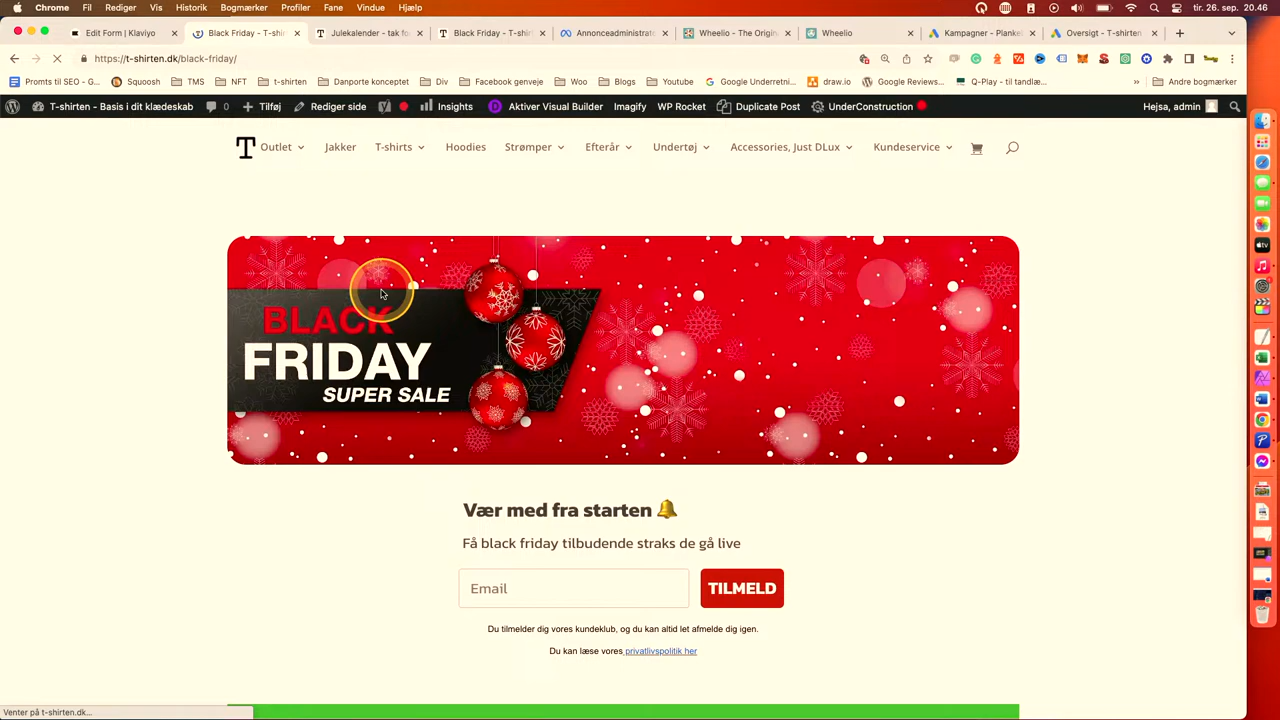 Chrome Arkiv Rediger Vis Historik Bogmærker Profiler Fane Vindue Hjælp tir. 26. sep. 20.46
Edit Form | Klaviyo Black Friday - T-shir Julekalender - tak fo Black Friday - T-shir Annonceadministrato Wheelio - The Origin Wheelio Kampagner - Planket Oversigt - T-shirten
https://t-shirten.dk/black-friday/
Promts til SEO - G... Squoosh TMS NFT t-shirten Danporte konceptet Div Facebook genveje Woo Blogs Youtube Google Underretni... draw.io Google Reviews... Q-Play - til tandlæ... » Andre bogmærker
T-shirten - Basis i dit klædeskab 0 Tilføj Rediger side Insights Aktiver Visual Builder Imagify WP Rocket Duplicate Post UnderConstruction Hejsa, admin
T Outlet Jakker T-shirts Hoodies Strømper Efterår Undertøj Accessories, Just DLux Kundeservice
BLACK
FRIDAY
SUPER SALE
Vær med fra starten 🔔
Få black friday tilbudende straks de gå live
Email TILMELD
Du tilmelder dig vores kundeklub, og du kan altid let afmelde dig igen.
Du kan læse vores privatlivspolitik her
Venter på t-shirten.dk...